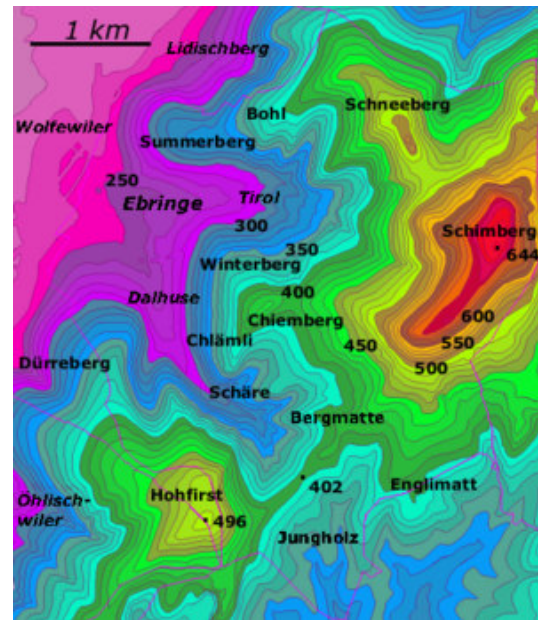 1 km
Lidischberg
Schneeberg
Bohl
Wolfewiler
Summerberg
250
Ebringe
Tirol
300
Schimberg
350
644
Winterberg
400
Dalhuse
Chiemberg
600
Chlämli
450
550
Dürreberg
500
Schäre
Bergmatte
402
Englimatt
Öhlisch-
wiler
Hohfirst
496
Jungholz